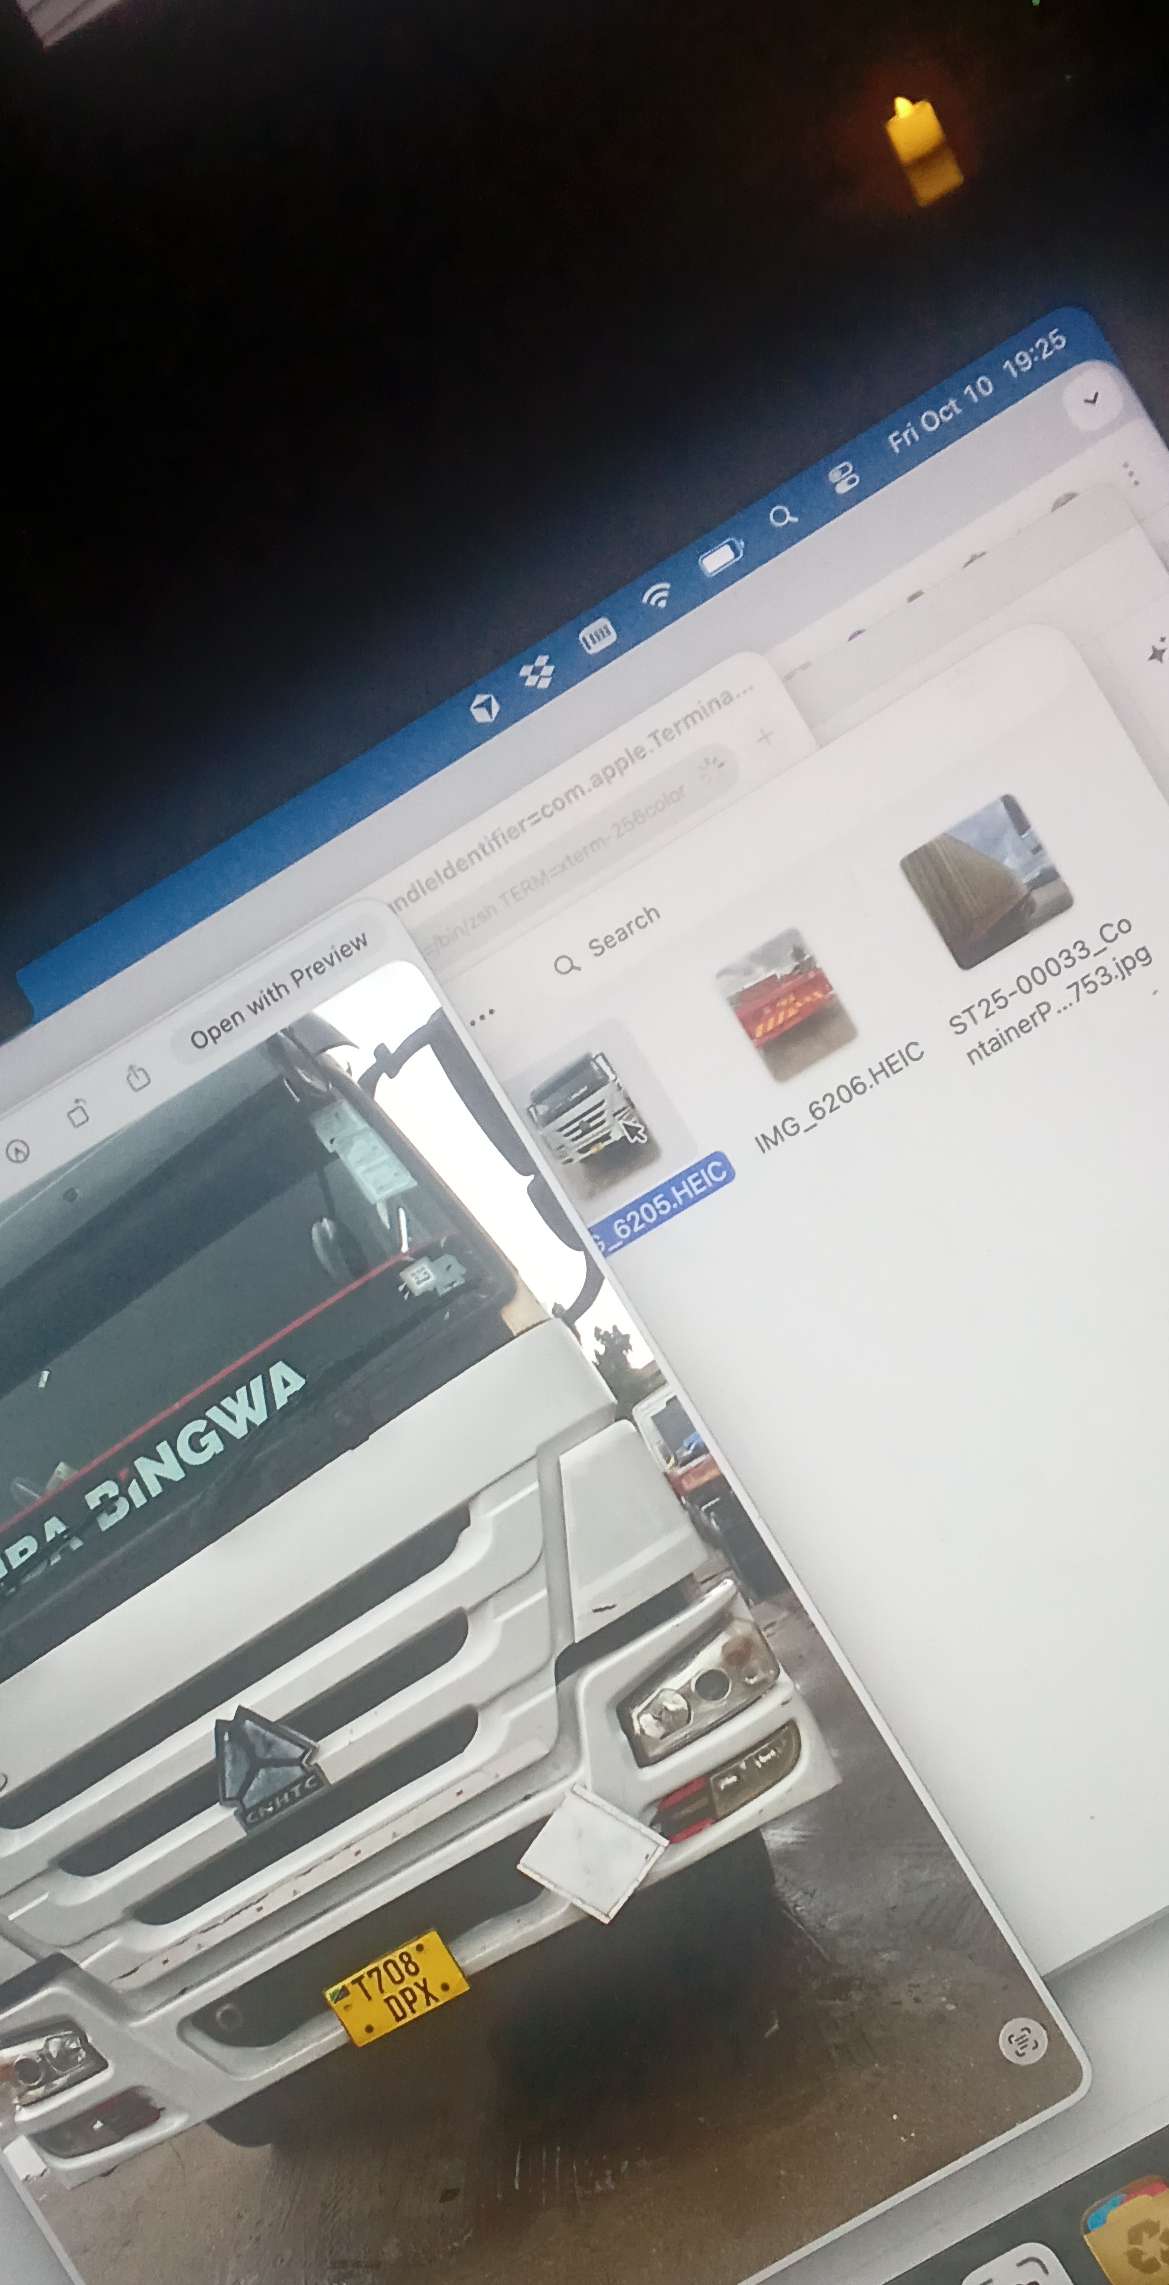 Fri Oct 10 19:25
ndleIdentifier=com.apple.Termina...
=/bin/zsh TERM=xterm-256color
Open with Preview
Search
ST25-00033_Co
ntainerP...753.jpg
IMG_6206.HEIC
_6205.HEIC
BINGWA
CNHTC
T708
DPX